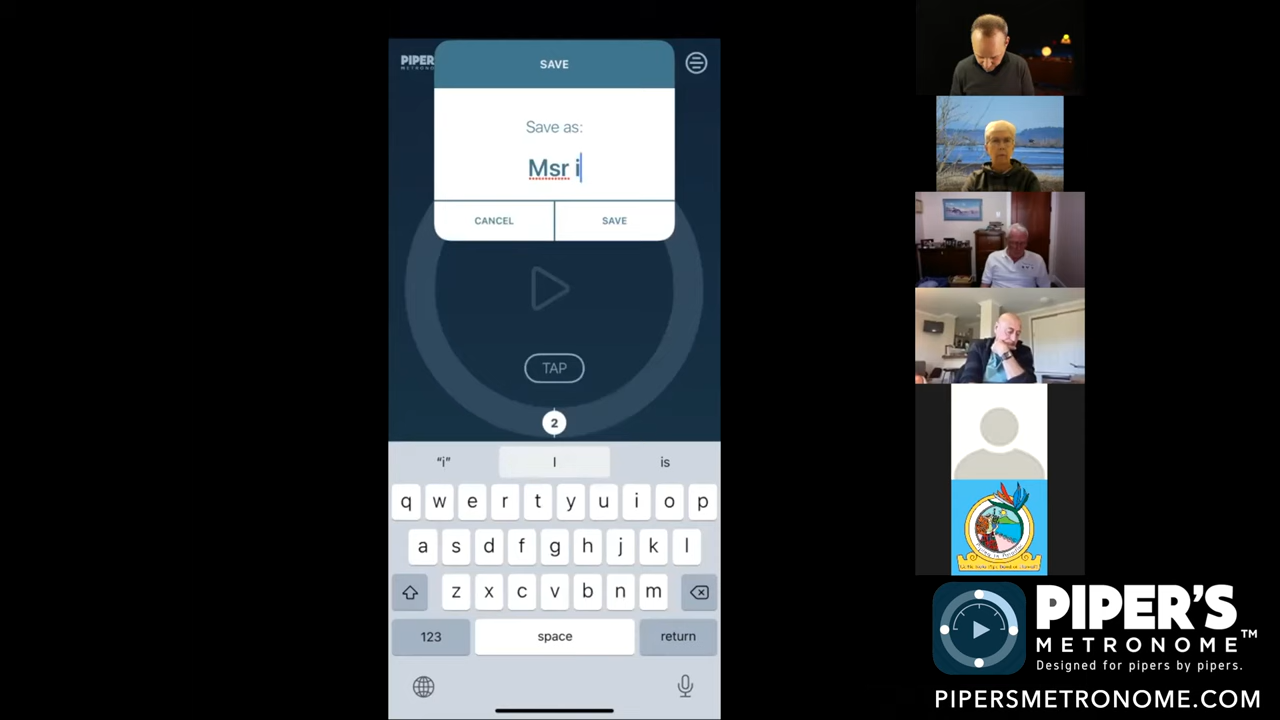 PIPER
METRONO
SAVE
Save as:
Msr i
CANCEL
SAVE
TAP
2
“i”
I
is
q w e r t y u i o p
a s d f g h j k l
z x c v b n m
123
space
return
PIPER'S
METRONOME™
Designed for pipers by pipers.
PIPERSMETRONOME.COM